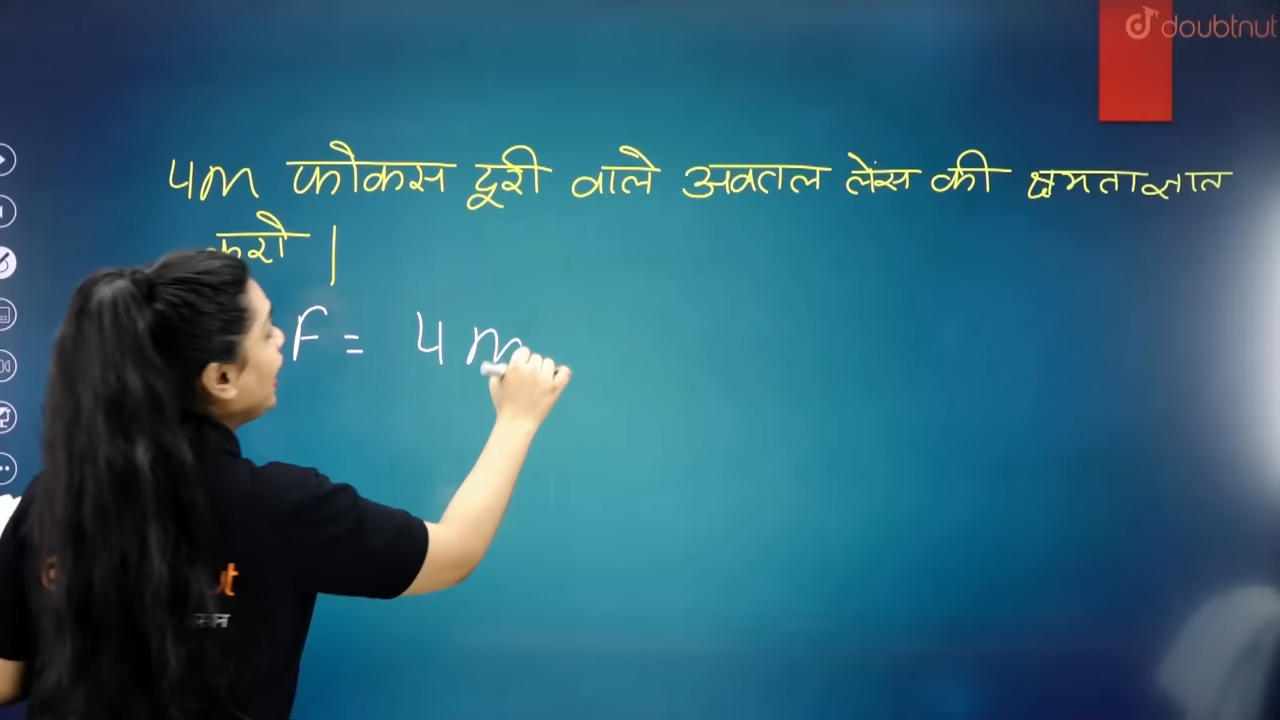 doubtnut
4m फोकस दूरी वाले अवतल लेंस की क्षमता ज्ञात
करो |
F = 4 m